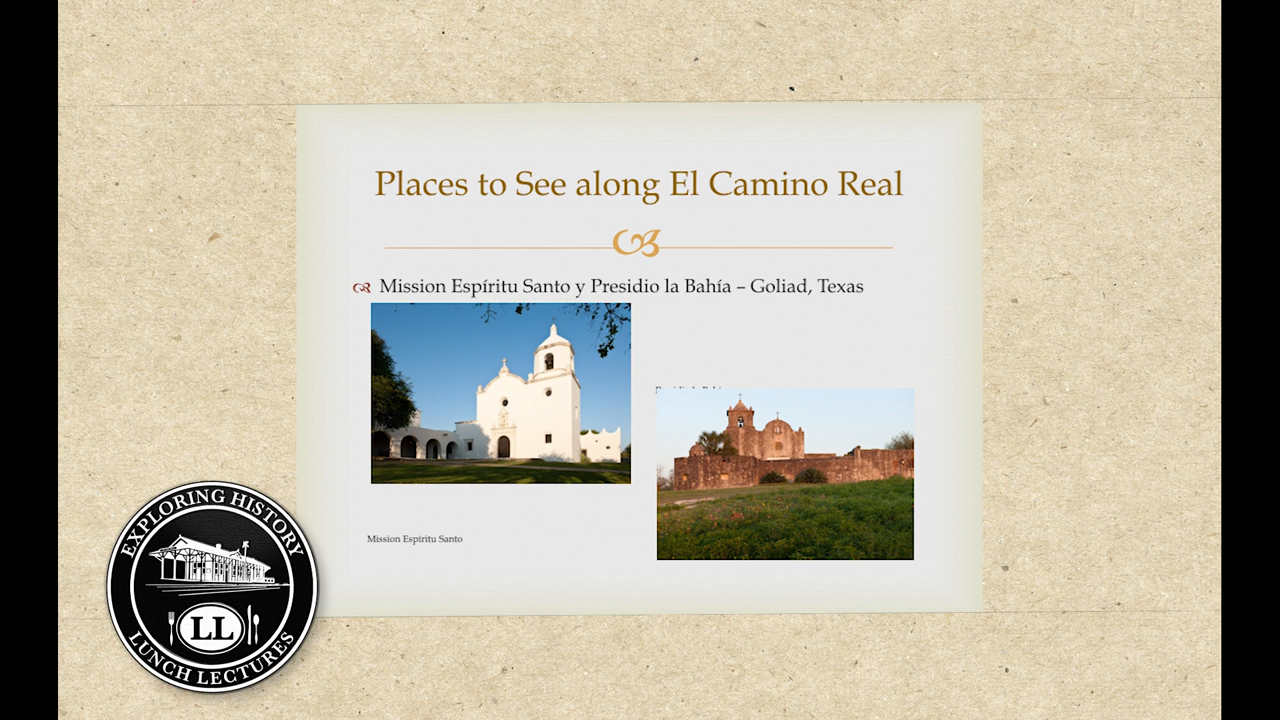 Places to See along El Camino Real
Mission Espíritu Santo y Presidio la Bahía – Goliad, Texas
Mission Espíritu Santo
EXPLORING HISTORY
LL
LUNCH LECTURES